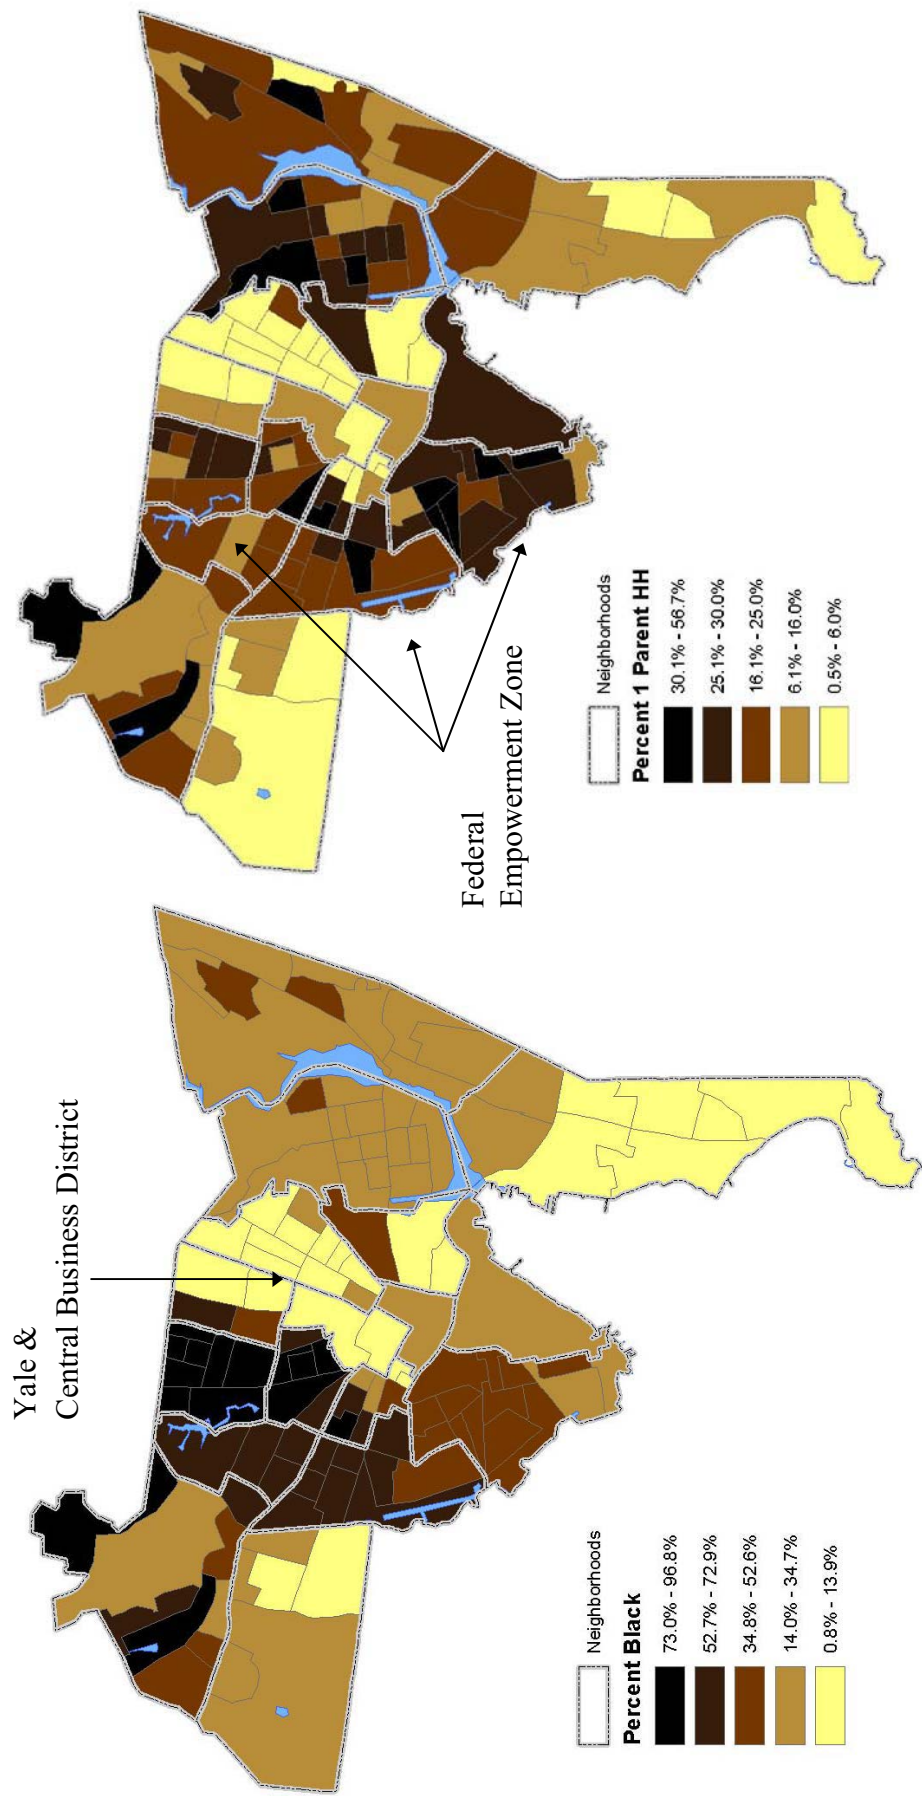 Yale &
Central Business District
Neighborhoods
Percent Black
73.0% - 96.8%
52.7% - 72.9%
34.8% - 52.6%
14.0% - 34.7%
0.8% - 13.9%
Federal
Empowerment Zone
Neighborhoods
Percent 1 Parent HH
30.1% - 56.7%
25.1% - 30.0%
16.1% - 25.0%
6.1% - 16.0%
0.5% - 6.0%